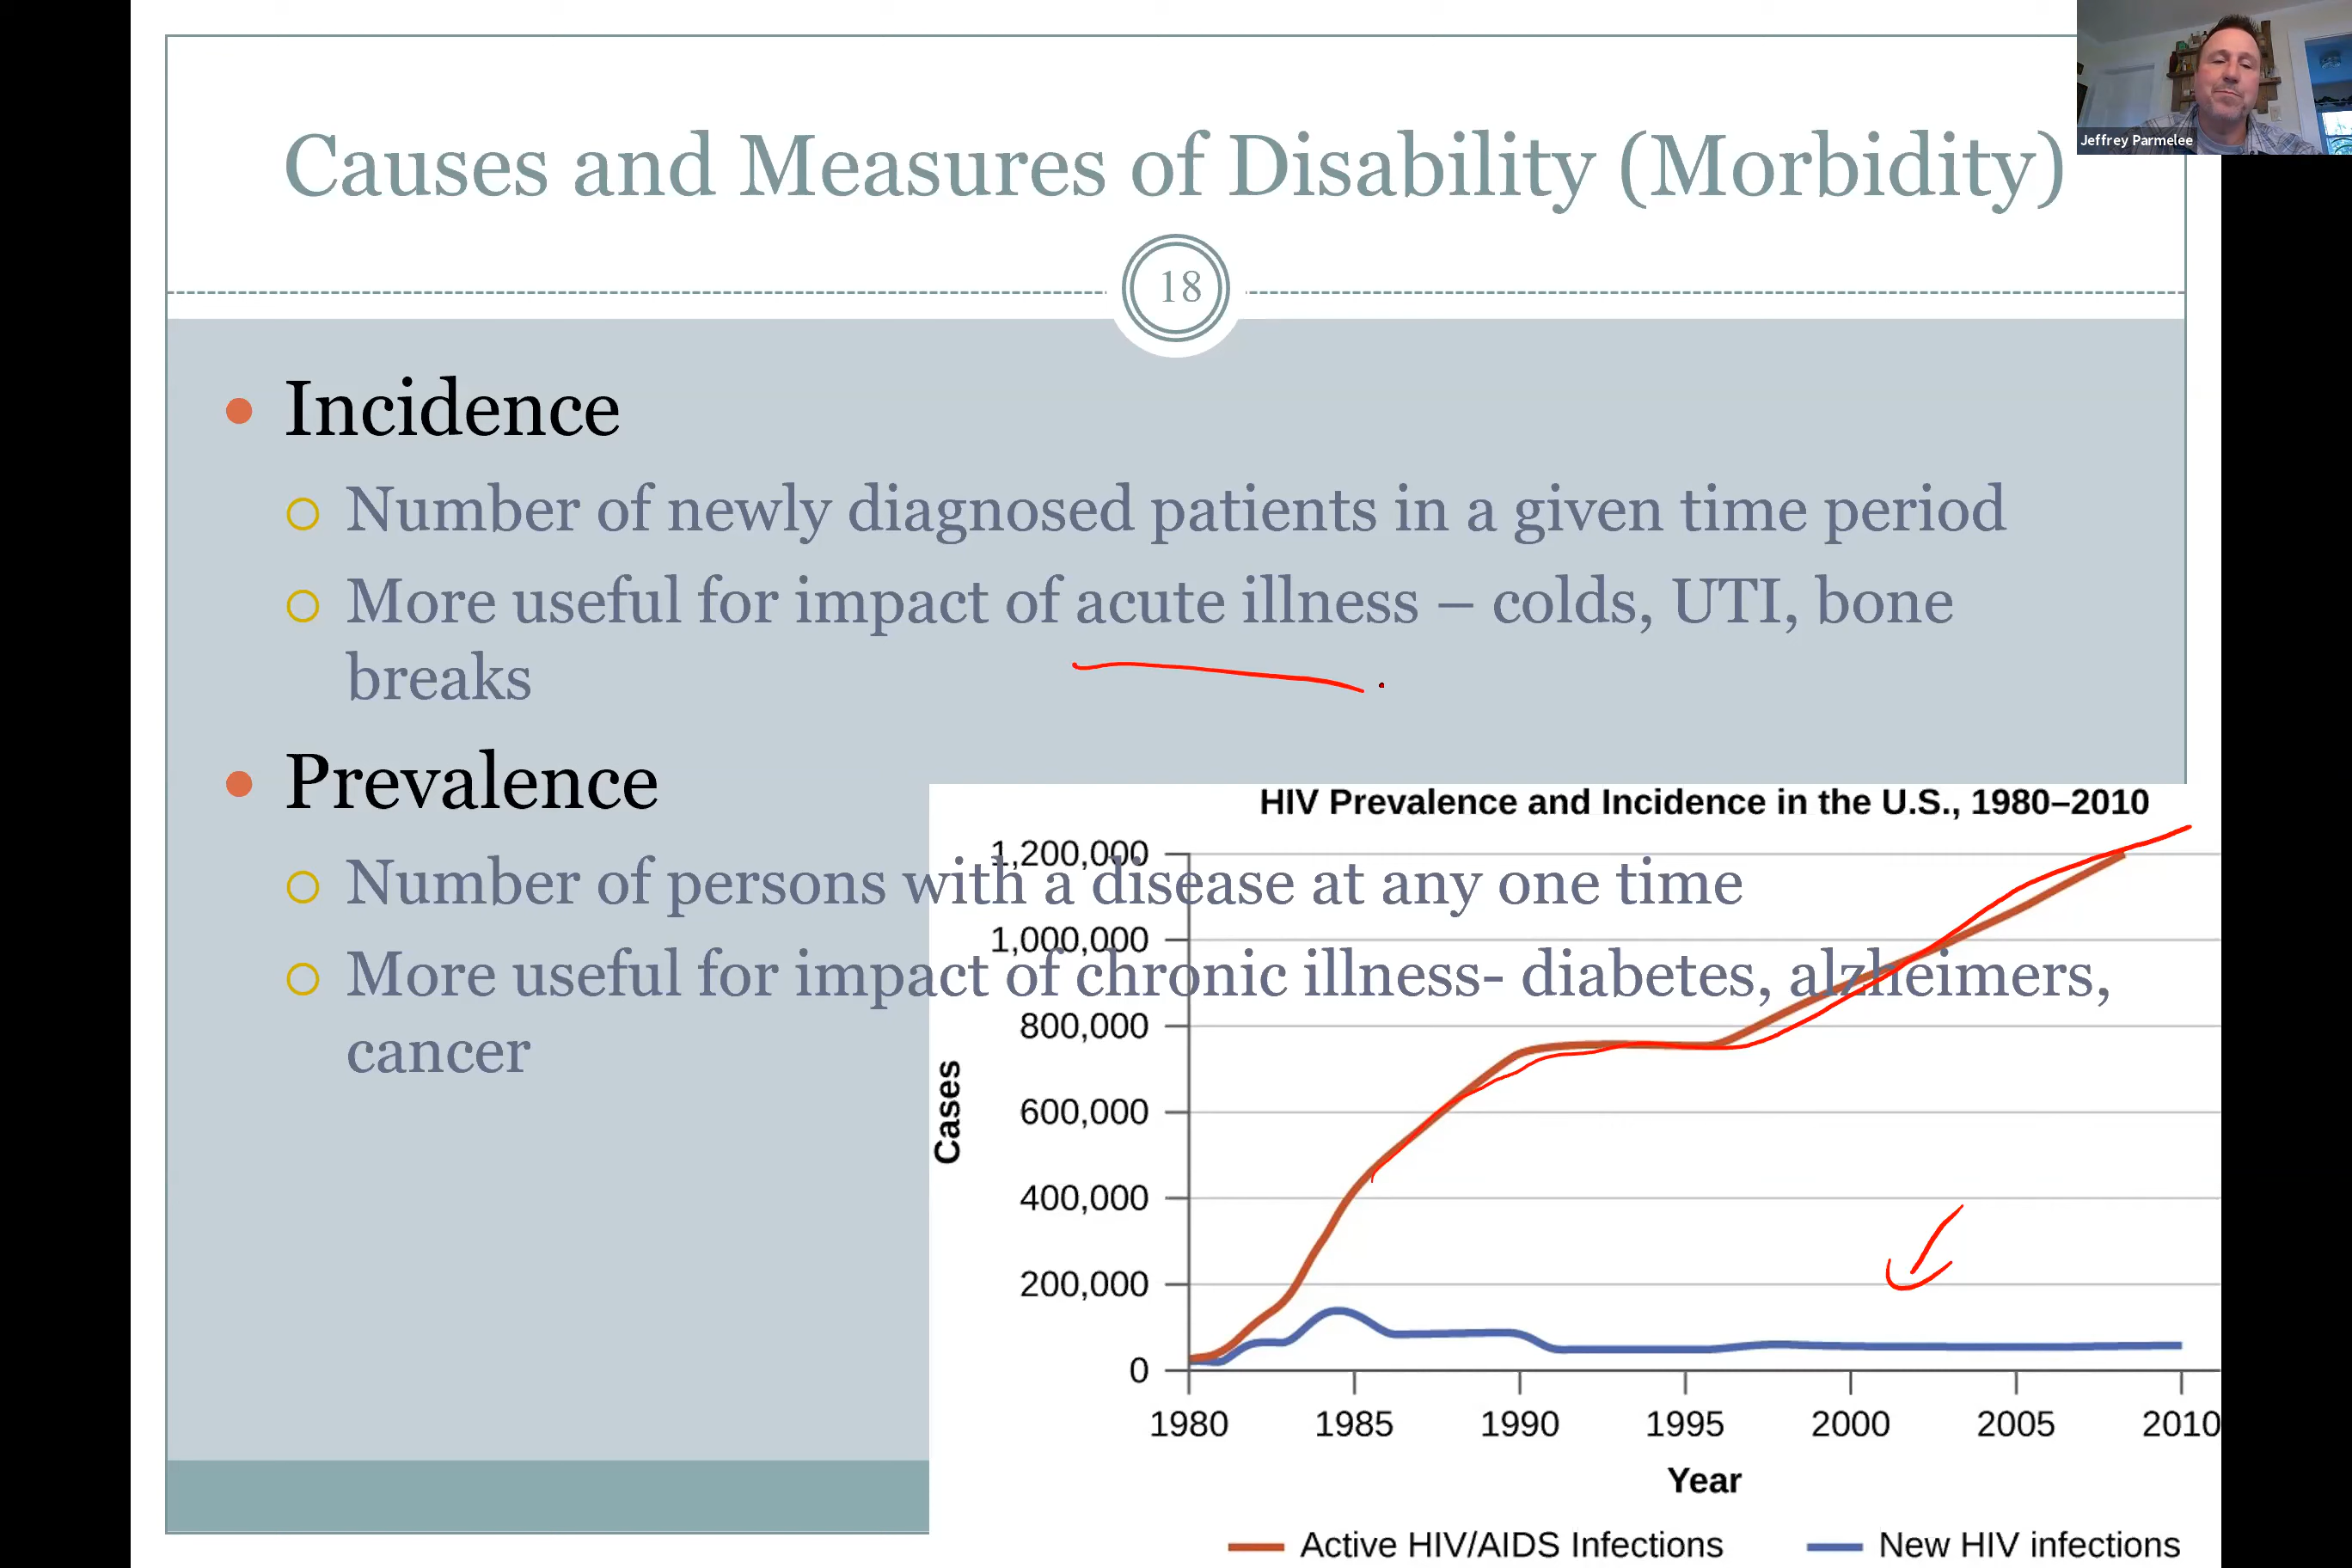 Jeffrey Parmelee
Causes and Measures of Disability (Morbidity)
18
Incidence
Number of newly diagnosed patients in a given time period
More useful for impact of acute illness – colds, UTI, bone
breaks
Prevalence
Number of persons with a disease at any one time
More useful for impact of chronic illness- diabetes, alzheimers,
cancer
HIV Prevalence and Incidence in the U.S., 1980–2010
1,200,000
1,000,000
800,000
600,000
400,000
200,000
0
Cases
1980 1985 1990 1995 2000 2005 2010
Year
Active HIV/AIDS Infections New HIV infections